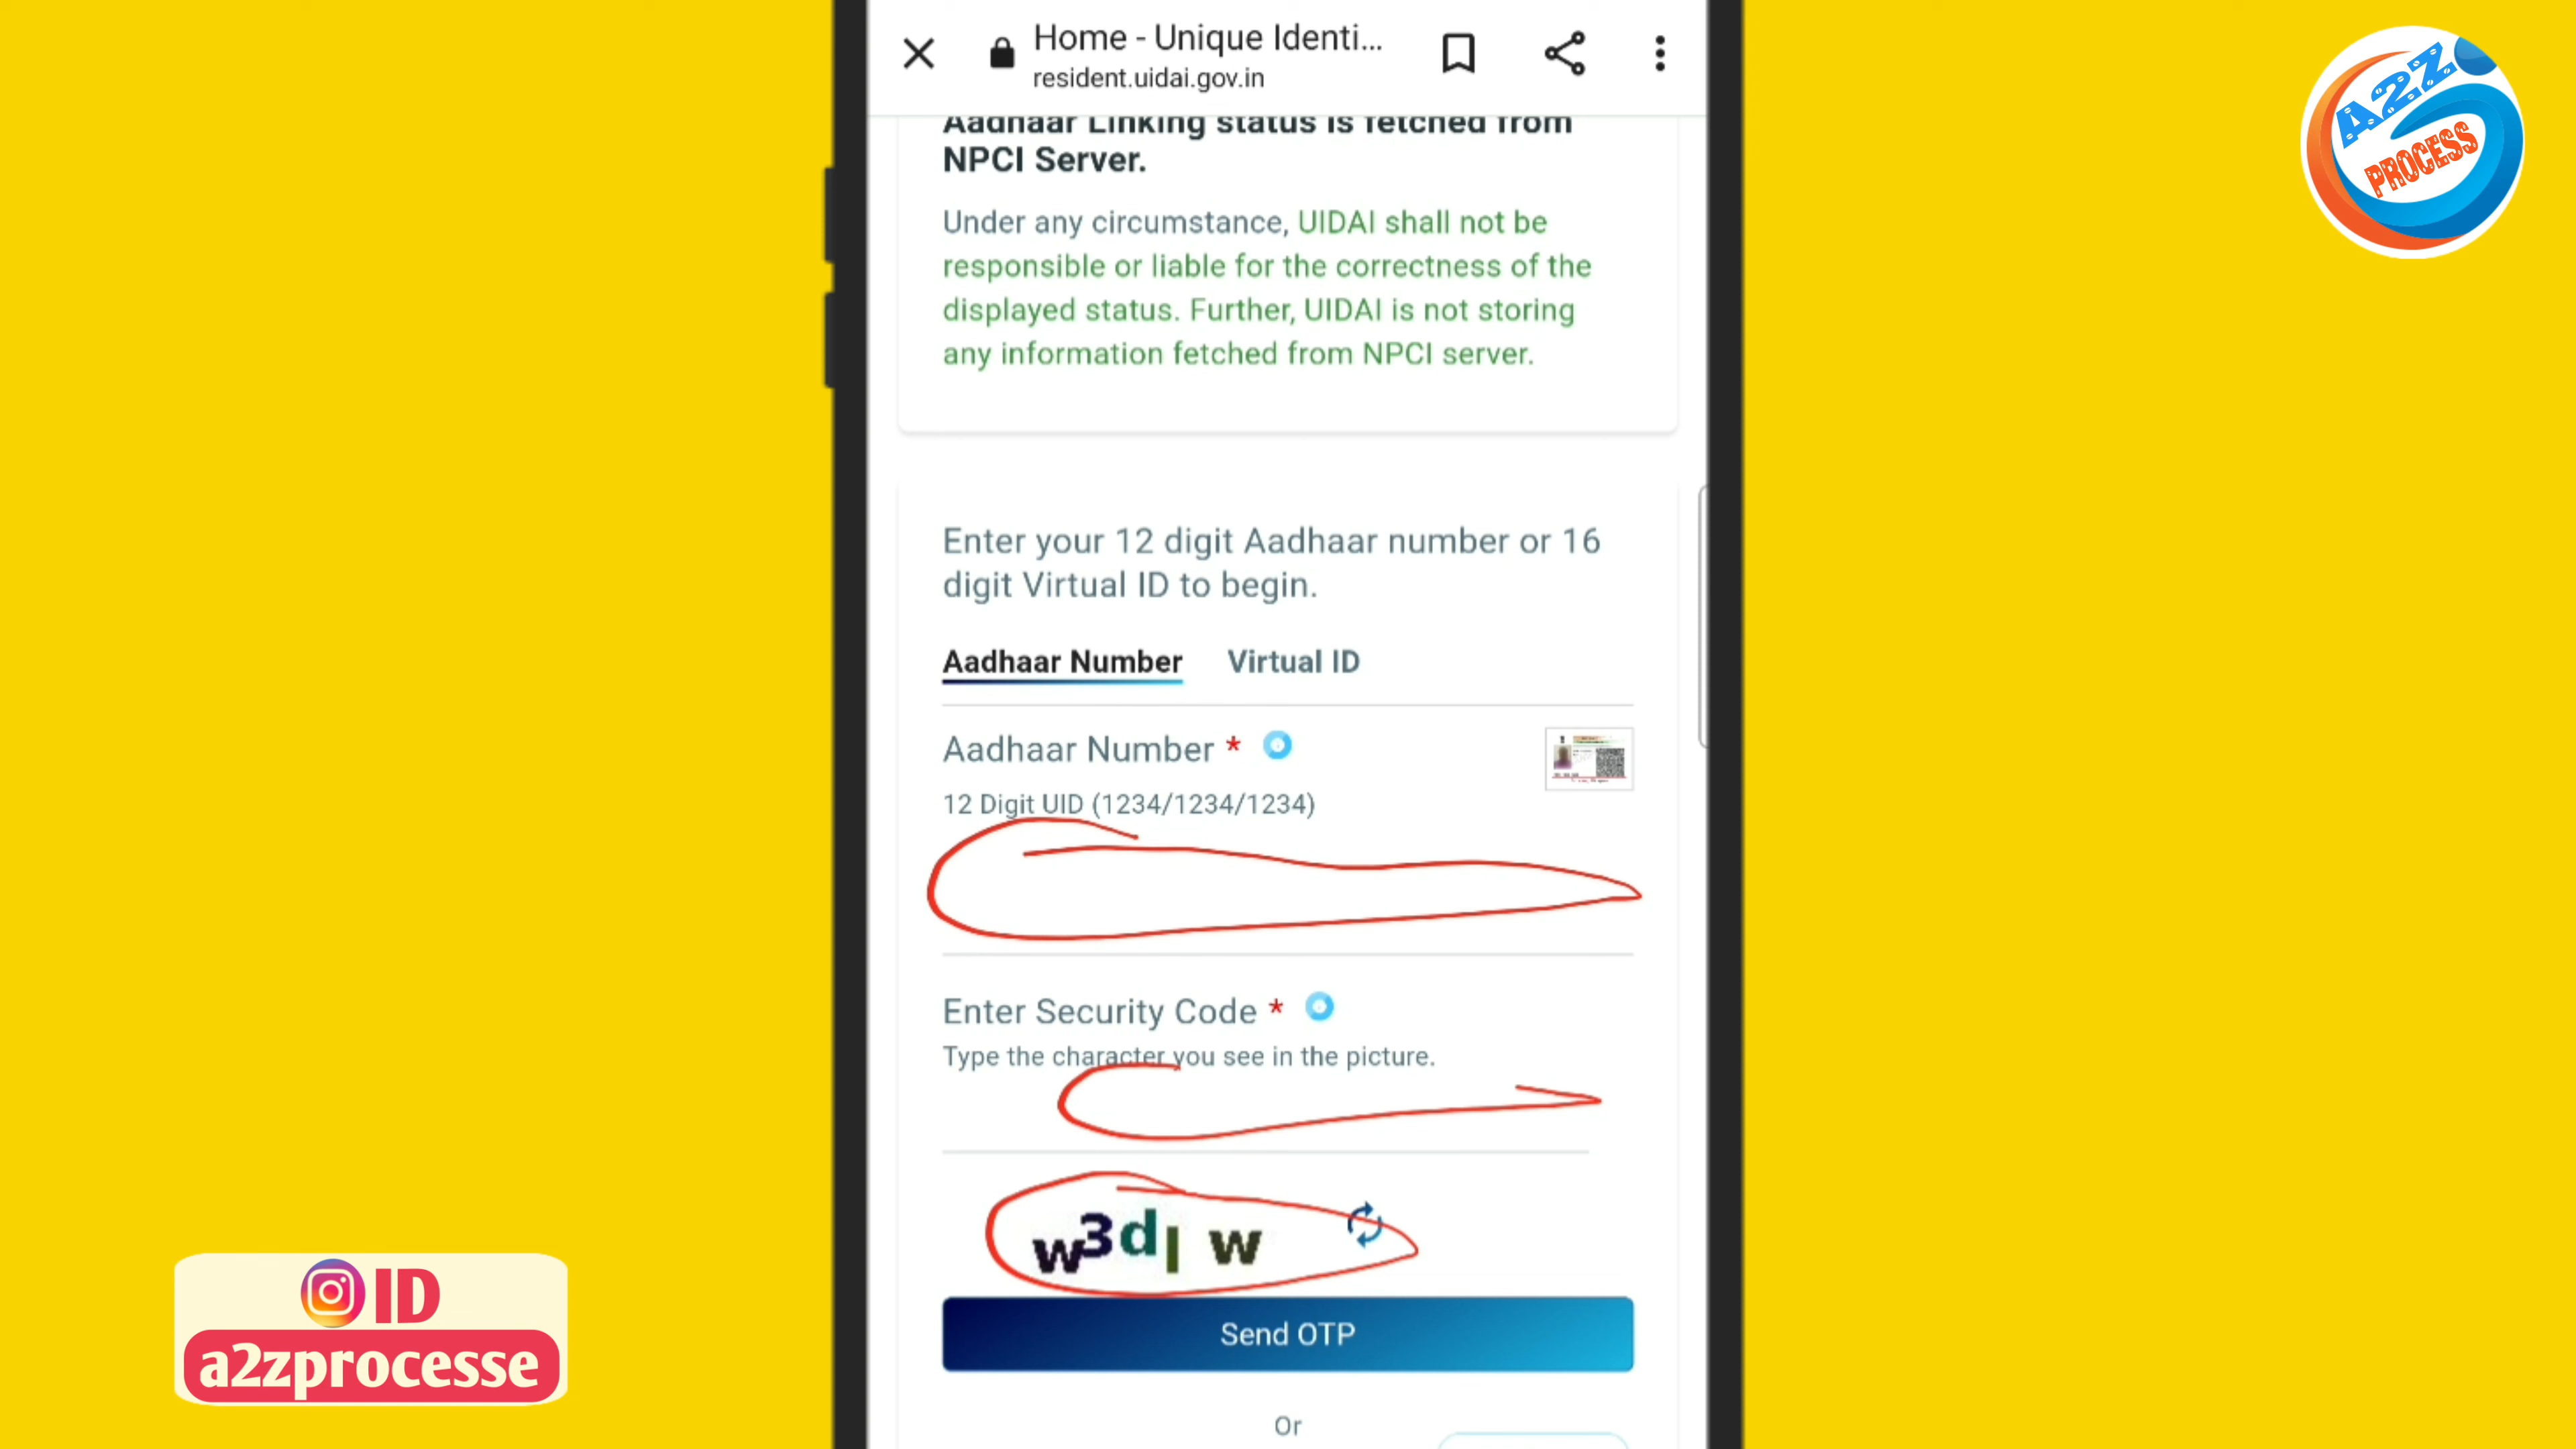 Home - Unique Identi...
resident.uidai.gov.in
Aadhaar Linking status is fetched from
NPCI Server.
Under any circumstance, UIDAI shall not be
responsible or liable for the correctness of the
displayed status. Further, UIDAI is not storing
any information fetched from NPCI server.
Enter your 12 digit Aadhaar number or 16
digit Virtual ID to begin.
Aadhaar Number Virtual ID
Aadhaar Number *
12 Digit UID (1234/1234/1234)
Enter Security Code *
Type the character you see in the picture.
Send OTP
Or
A2Z
PROCESS
ID
a2zprocesse